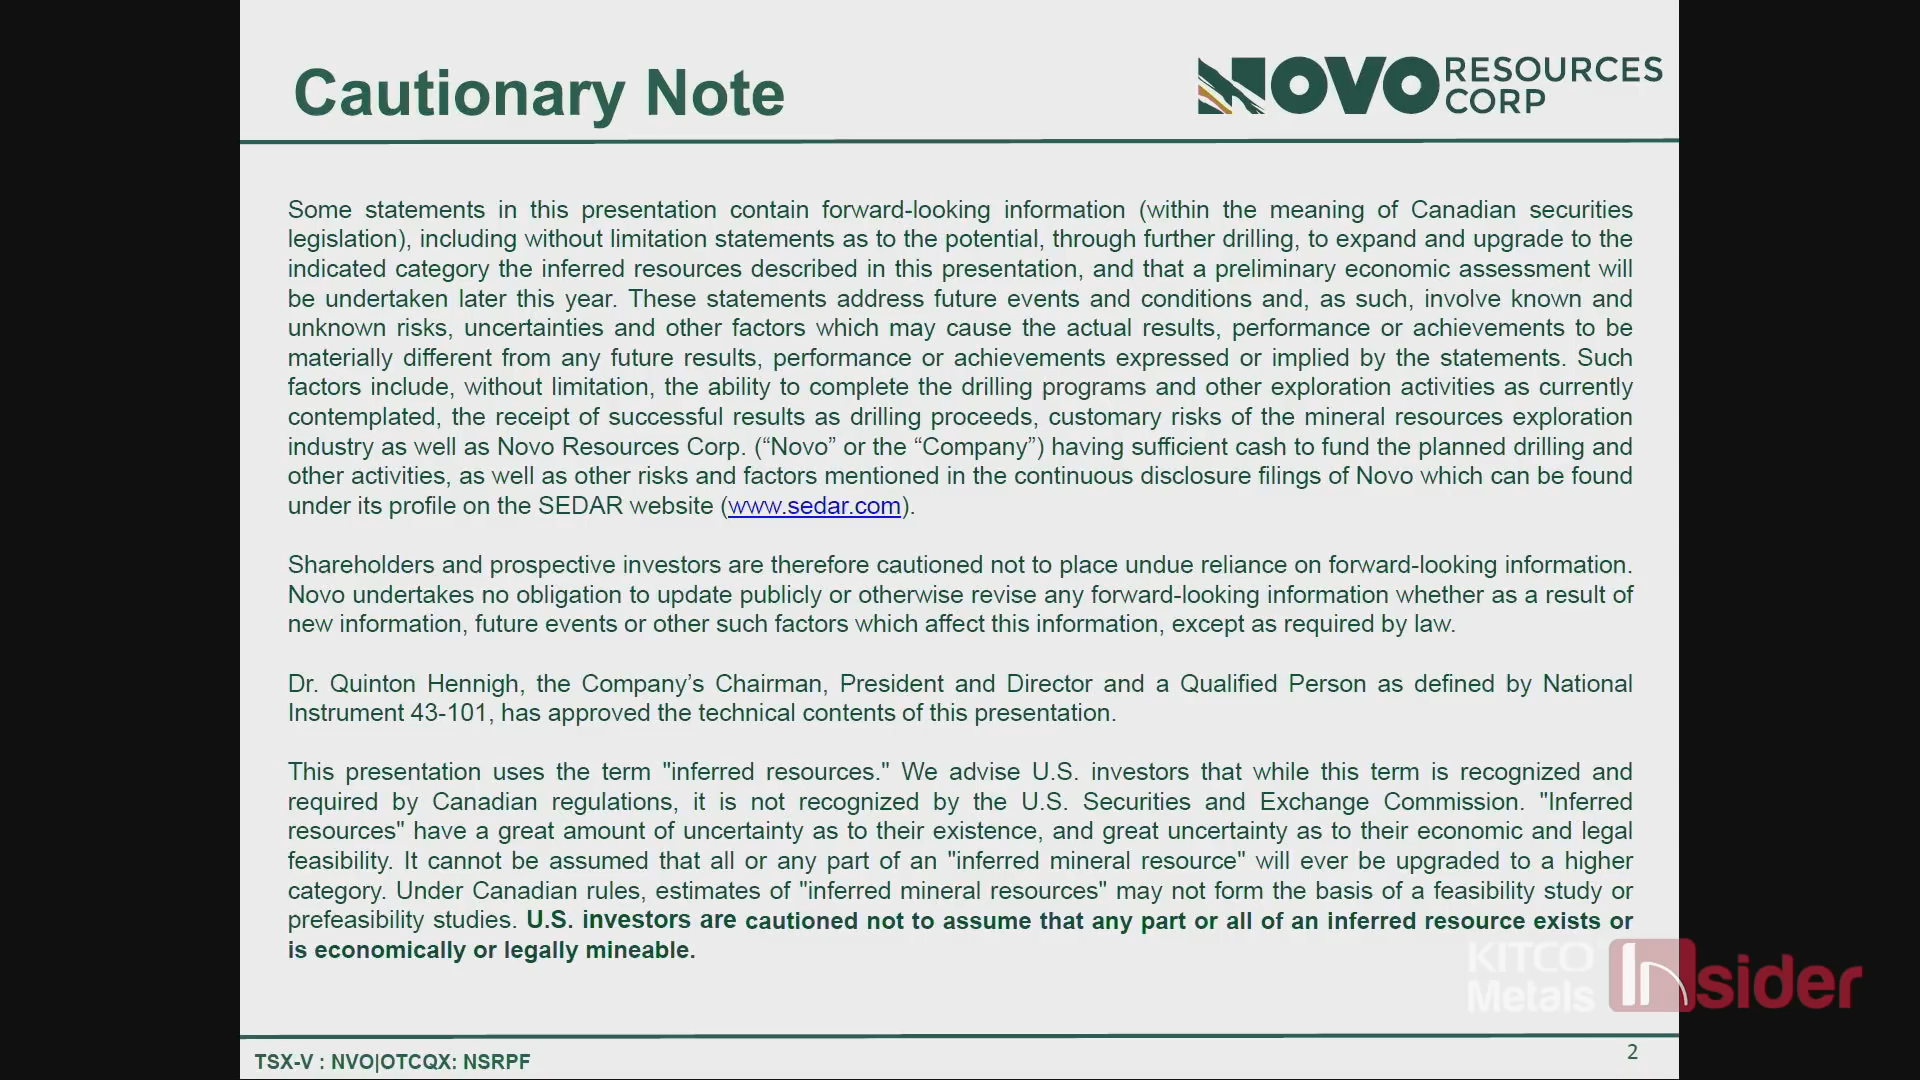 Cautionary Note
NOVO RESOURCES
CORP
Some statements in this presentation contain forward-looking information (within the meaning of Canadian securities
legislation), including without limitation statements as to the potential, through further drilling, to expand and upgrade to the
indicated category the inferred resources described in this presentation, and that a preliminary economic assessment will
be undertaken later this year. These statements address future events and conditions and, as such, involve known and
unknown risks, uncertainties and other factors which may cause the actual results, performance or achievements to be
materially different from any future results, performance or achievements expressed or implied by the statements. Such
factors include, without limitation, the ability to complete the drilling programs and other exploration activities as currently
contemplated, the receipt of successful results as drilling proceeds, customary risks of the mineral resources exploration
industry as well as Novo Resources Corp. (“Novo” or the “Company”) having sufficient cash to fund the planned drilling and
other activities, as well as other risks and factors mentioned in the continuous disclosure filings of Novo which can be found
under its profile on the SEDAR website (www.sedar.com).
Shareholders and prospective investors are therefore cautioned not to place undue reliance on forward-looking information.
Novo undertakes no obligation to update publicly or otherwise revise any forward-looking information whether as a result of
new information, future events or other such factors which affect this information, except as required by law.
Dr. Quinton Hennigh, the Company’s Chairman, President and Director and a Qualified Person as defined by National
Instrument 43-101, has approved the technical contents of this presentation.
This presentation uses the term "inferred resources." We advise U.S. investors that while this term is recognized and
required by Canadian regulations, it is not recognized by the U.S. Securities and Exchange Commission. "Inferred
resources" have a great amount of uncertainty as to their existence, and great uncertainty as to their economic and legal
feasibility. It cannot be assumed that all or any part of an "inferred mineral resource" will ever be upgraded to a higher
category. Under Canadian rules, estimates of "inferred mineral resources" may not form the basis of a feasibility study or
prefeasibility studies. U.S. investors are cautioned not to assume that any part or all of an inferred resource exists or
is economically or legally mineable.
KITCO
Metals Insider
TSX-V : NVO|OTCQX: NSRPF
2